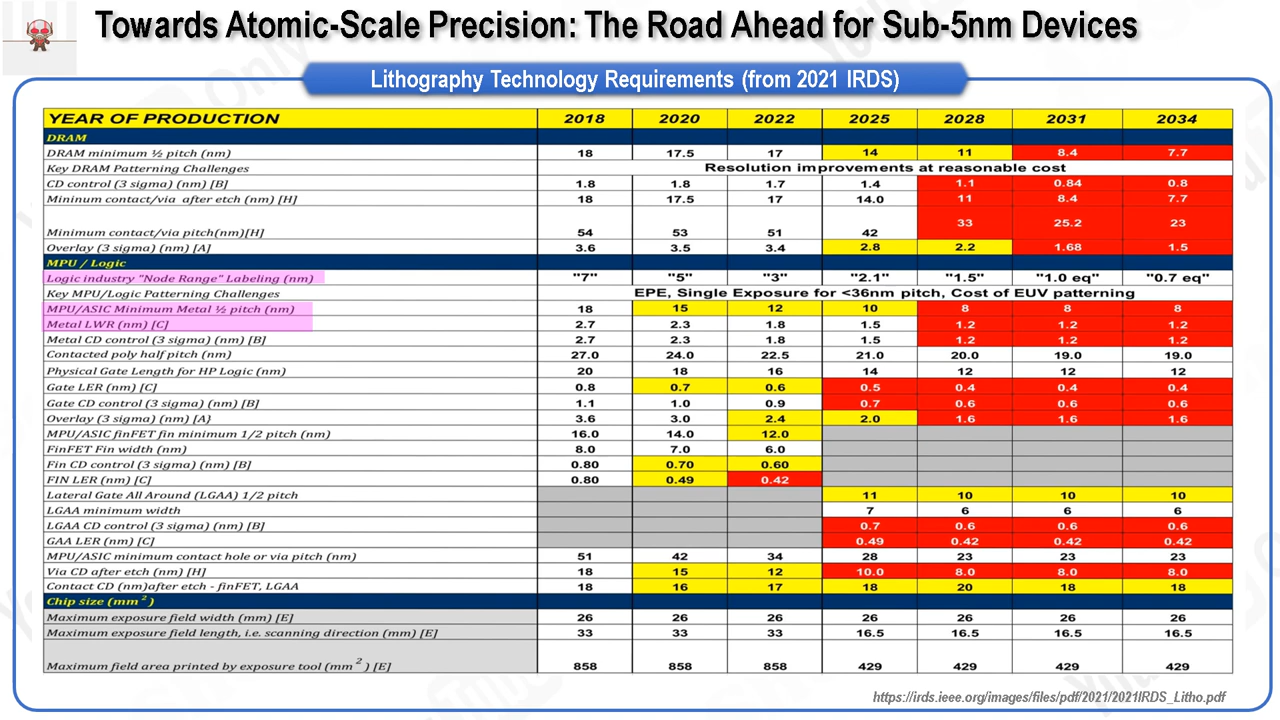 Towards Atomic-Scale Precision: The Road Ahead for Sub-5nm Devices
Lithography Technology Requirements (from 2021 IRDS)
YEAR OF PRODUCTION 2018 2020 2022 2025 2028 2031 2034
DRAM
DRAM minimum ½ pitch (nm) 18 17.5 17 14 11 8.4 7.7
Key DRAM Patterning Challenges Resolution improvements at reasonable cost
CD control (3 sigma) (nm) [B] 1.8 1.8 1.7 1.4 1.1 0.84 0.8
Mininum contact/via after etch (nm) [H] 18 17.5 17 14.0 11 8.4 7.7
Minimum contact/via pitch(nm)[H] 54 53 51 42 33 25.2 23
Overlay (3 sigma) (nm) [A] 3.6 3.5 3.4 2.8 2.2 1.68 1.5
MPU / Logic
Logic industry "Node Range" Labeling (nm) "7" "5" "3" "2.1" "1.5" "1.0 eq" "0.7 eq"
Key MPU/Logic Patterning Challenges EPE, Single Exposure for <36nm pitch, Cost of EUV patterning
MPU/ASIC Minimum Metal ½ pitch (nm) 18 15 12 10 8 8 8
Metal LWR (nm) [C] 2.7 2.3 1.8 1.5 1.2 1.2 1.2
Metal CD control (3 sigma) (nm) [B] 2.7 2.3 1.8 1.5 1.2 1.2 1.2
Contacted poly half pitch (nm) 27.0 24.0 22.5 21.0 20.0 19.0 19.0
Physical Gate Length for HP Logic (nm) 20 18 16 14 12 12 12
Gate LER (nm) [C] 0.8 0.7 0.6 0.5 0.4 0.4 0.4
Gate CD control (3 sigma) (nm) [B] 1.1 1.0 0.9 0.7 0.6 0.6 0.6
Overlay (3 sigma) (nm) [A] 3.6 3.0 2.4 2.0 1.6 1.6 1.6
MPU/ASIC finFET fin minimum 1/2 pitch (nm) 16.0 14.0 12.0
FinFET Fin width (nm) 8.0 7.0 6.0
Fin CD control (3 sigma) (nm) [B] 0.80 0.70 0.60
FIN LER (nm) [C] 0.80 0.49 0.42
Lateral Gate All Around (LGAA) 1/2 pitch 11 10 10 10
LGAA minimum width 7 6 6 6
LGAA CD control (3 sigma) (nm) [B] 0.7 0.6 0.6 0.6
GAA LER (nm) [C] 0.49 0.42 0.42 0.42
MPU/ASIC minimum contact hole or via pitch (nm) 51 42 34 28 23 23 23
Via CD after etch (nm) [H] 18 15 12 10.0 8.0 8.0 8.0
Contact CD (nm)after etch - finFET, LGAA 18 16 17 18 20 18 18
Chip size (mm²)
Maximum exposure field width (mm) [E] 26 26 26 26 26 26 26
Maximum exposure field length, i.e. scanning direction (mm) [E] 33 33 33 16.5 16.5 16.5 16.5
Maximum field area printed by exposure tool (mm²) [E] 858 858 858 429 429 429 429
https://irds.ieee.org/images/files/pdf/2021/2021IRDS_Litho.pdf